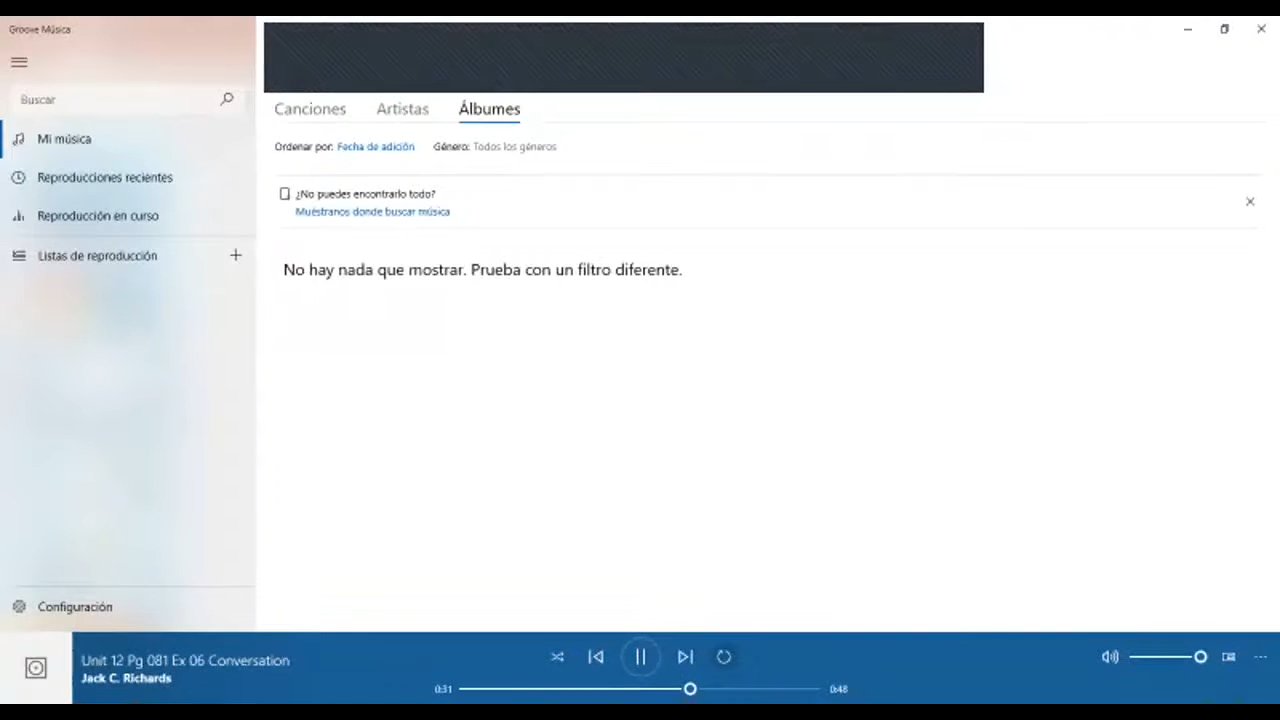 Groove Música
Buscar
Mi música
Reproducciones recientes
Reproducción en curso
Listas de reproducción
Configuración
Canciones Artistas Álbumes
Ordenar por: Fecha de adición Género: Todos los géneros
¿No puedes encontrarlo todo?
Muéstranos donde buscar música
No hay nada que mostrar. Prueba con un filtro diferente.
Unit 12 Pg 081 Ex 06 Conversation
Jack C. Richards
0:31 0:48